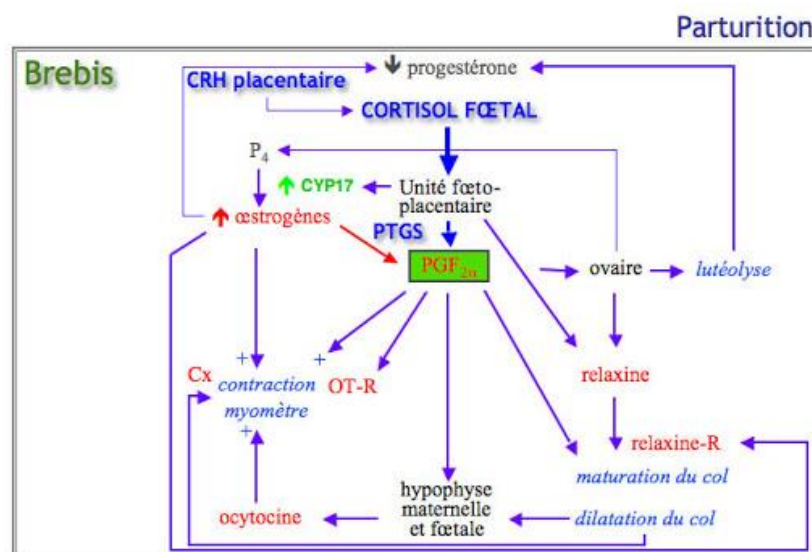 Parturition
Brebis
progestérone
CRH placentaire
CORTISOL FŒTAL
P4
CYP17
Unité fœto-
placentaire
œstrogènes
PTGS
PGF2α
ovaire
lutéolyse
+
+
Cx
contraction
myomètre
OT-R
relaxine
+
relaxine-R
maturation du col
hypophyse
maternelle
et fœtale
ocytocine
dilatation du col